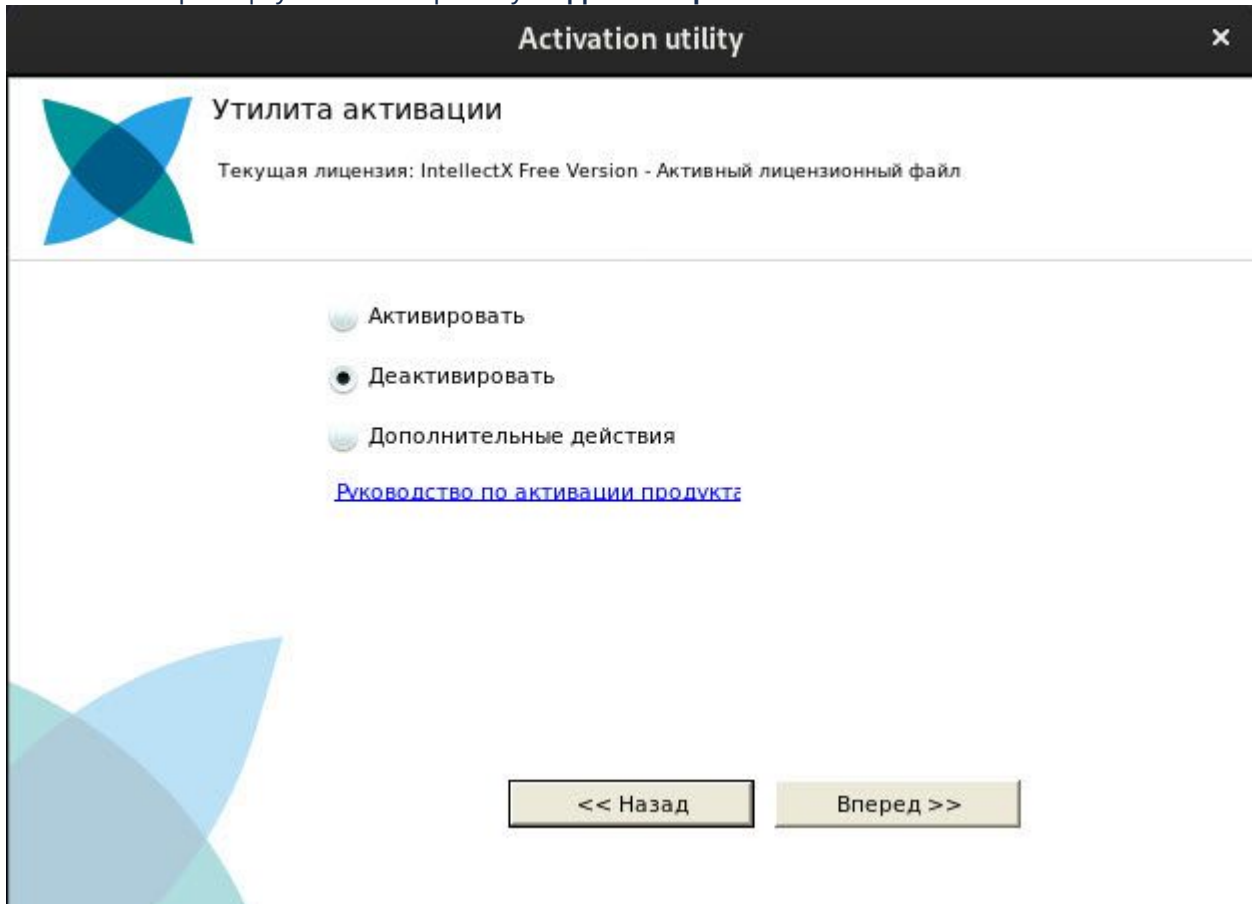 Activation utility
Утилита активации
Текущая лицензия: IntellectX Free Version - Активный лицензионный файл
Активировать
Деактивировать
Дополнительные действия
Руководство по активации продукта
<< Назад
Вперед >>